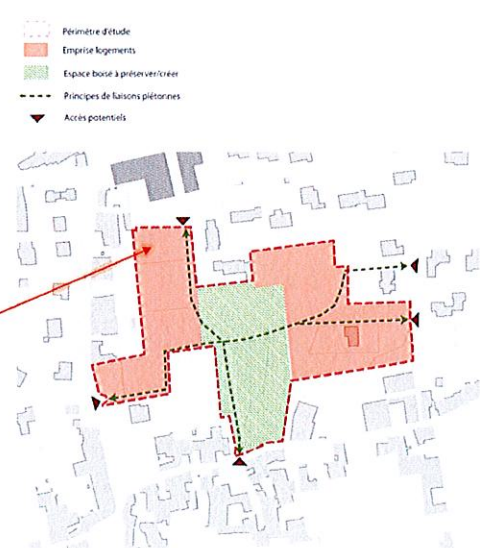 Périmètre d'étude
Emprise logements
Espace boisé à préserver/créer
Principes de liaisons piétonnes
Accès potentiels